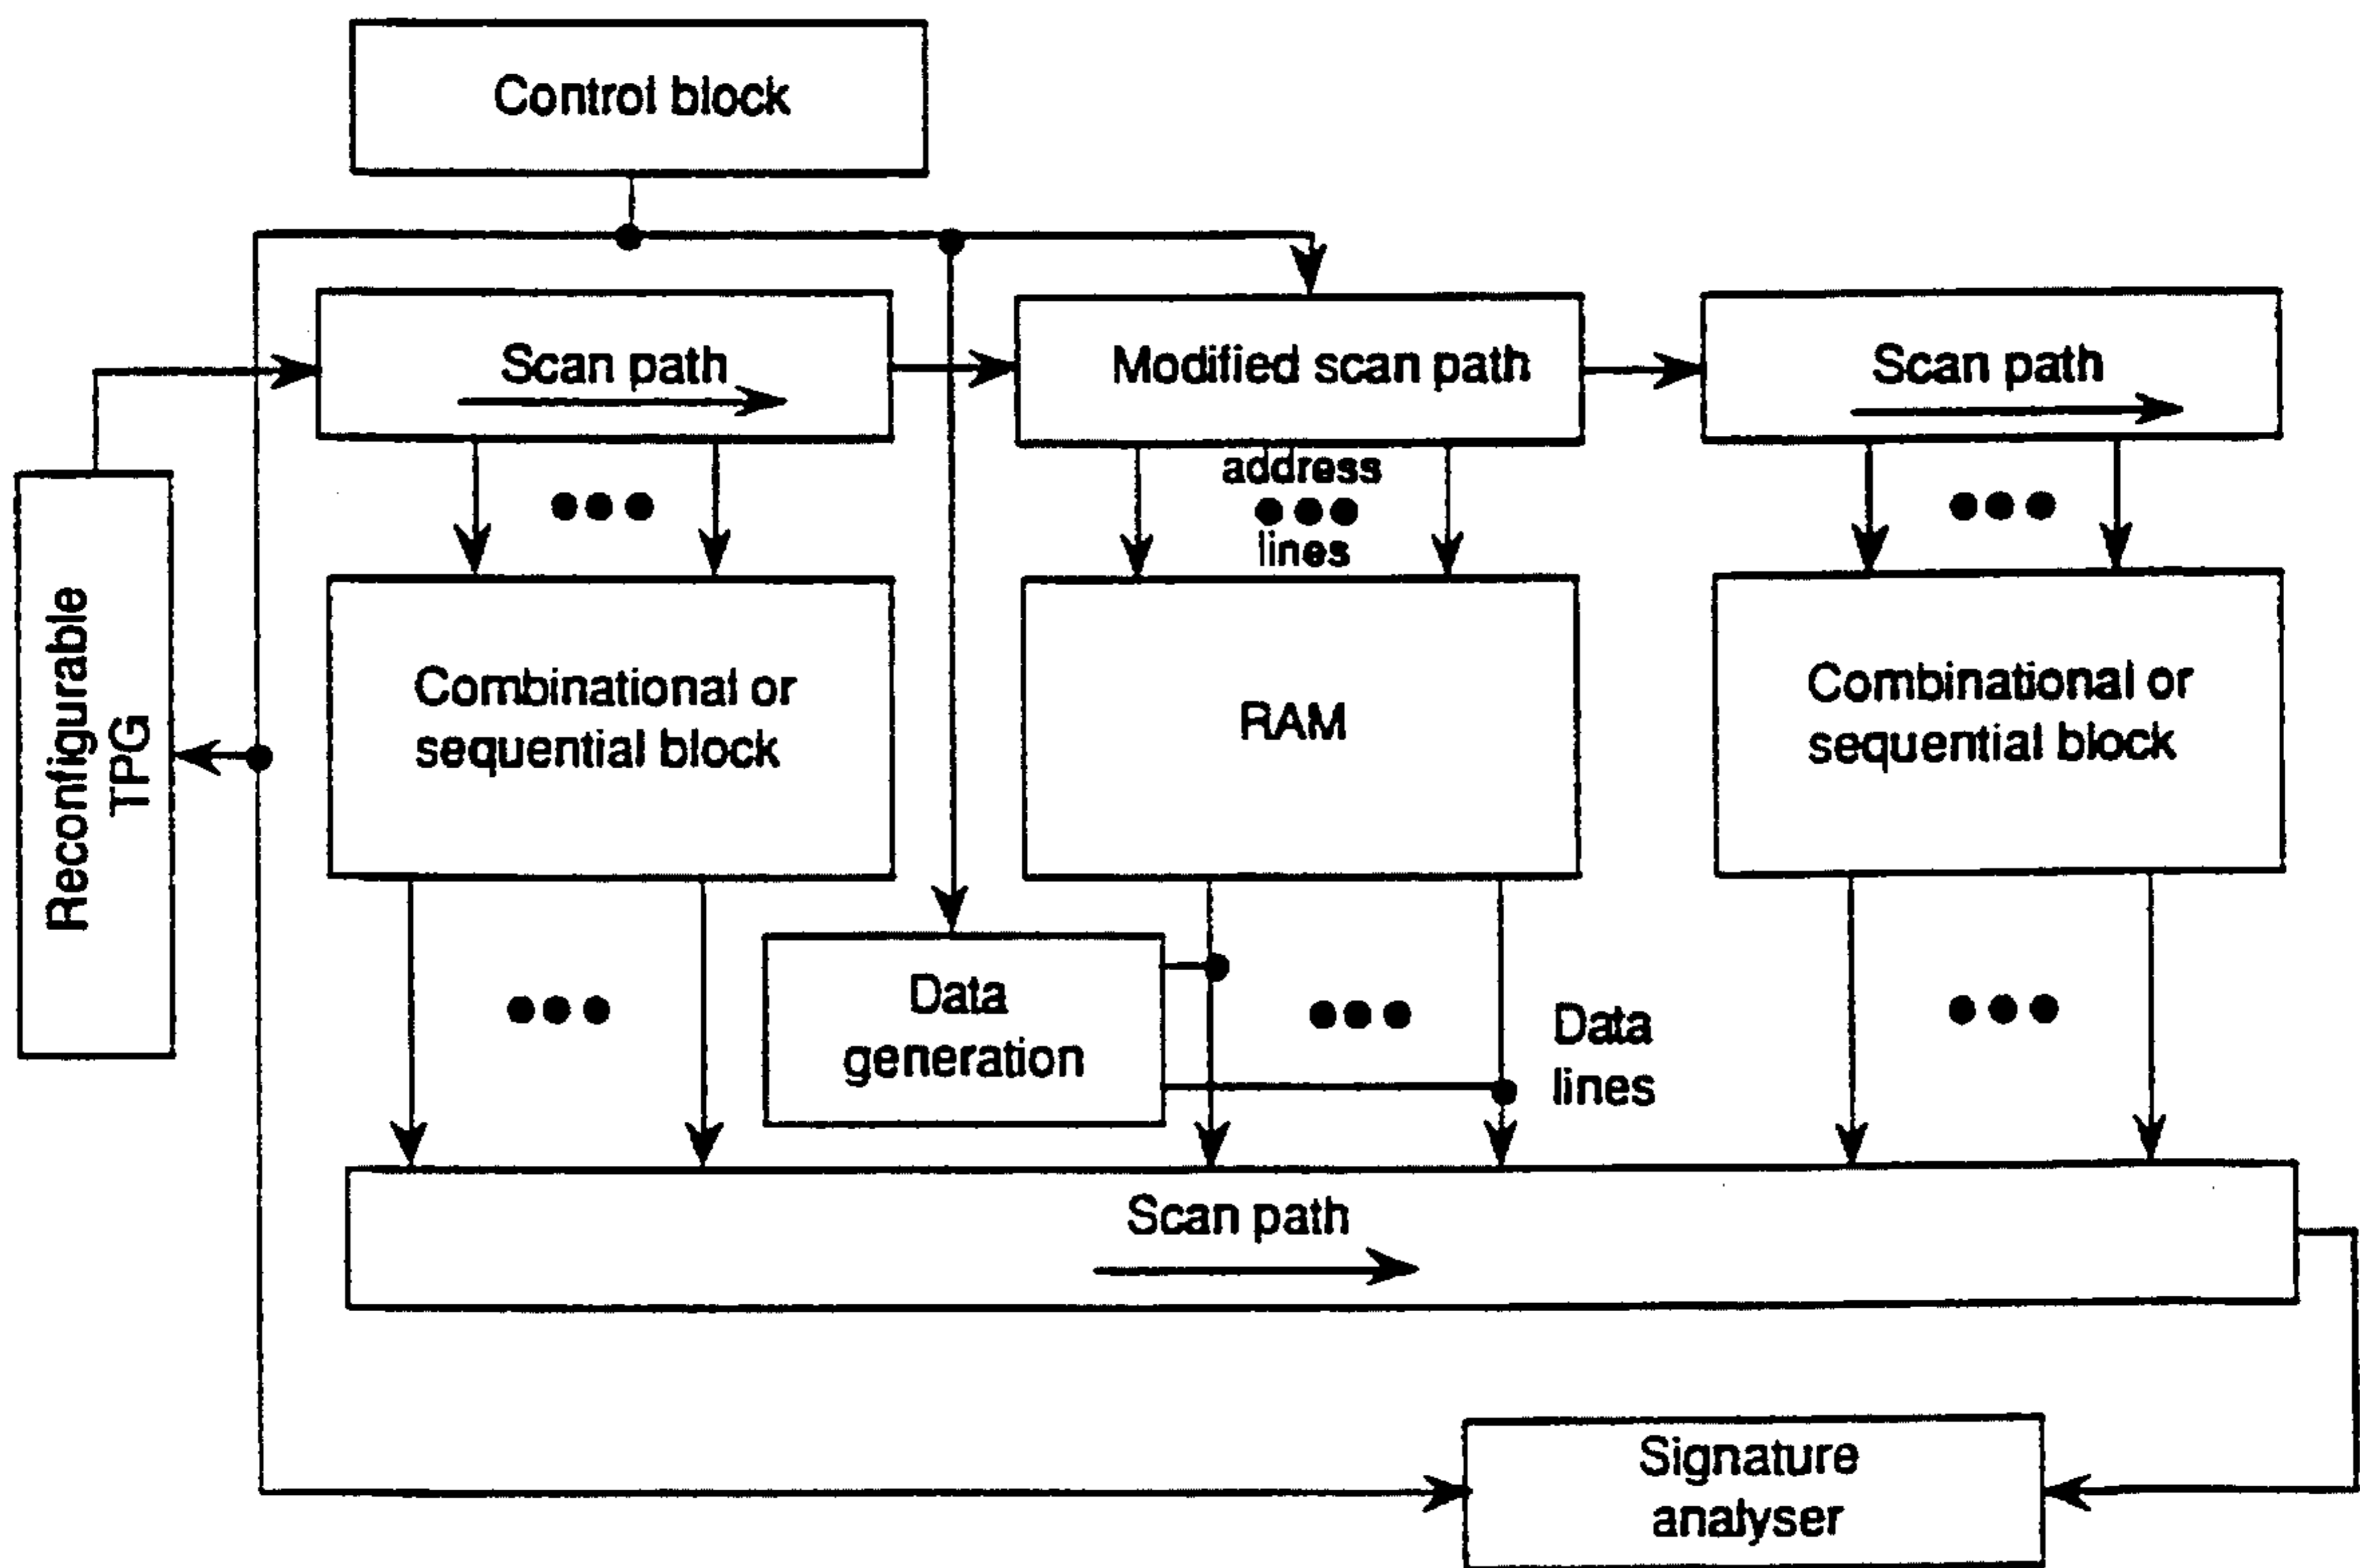 Control block
Scan path
Modified scan path
Scan path
address
lines
Reconfigurable
TPG
Combinational or
sequential block
RAM
Combinational or
sequential block
Data
generation
Data
lines
Scan path
Signature
analyser